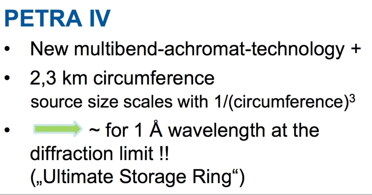 PETRA IV
• New multibend-achromat-technology +
• 2,3 km circumference
source size scales with 1/(circumference)³
• ~ for 1 Å wavelength at the
diffraction limit !!
(„Ultimate Storage Ring“)